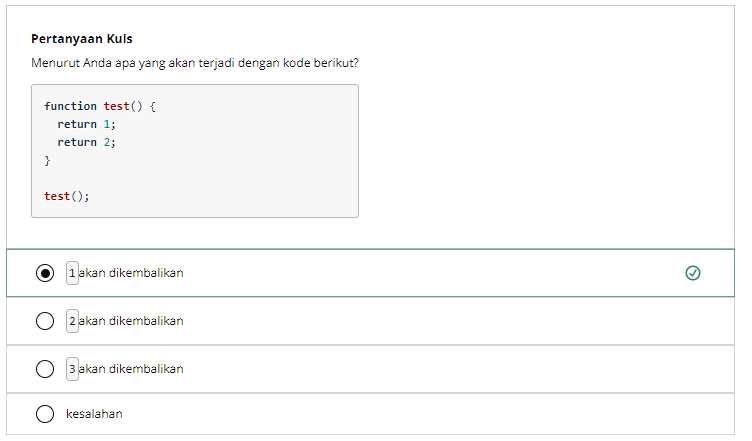 Pertanyaan Kuis
Menurut Anda apa yang akan terjadi dengan kode berikut?
function test() {
  return 1;
  return 2;
}
test();
1 akan dikembalikan
2 akan dikembalikan
3 akan dikembalikan
kesalahan